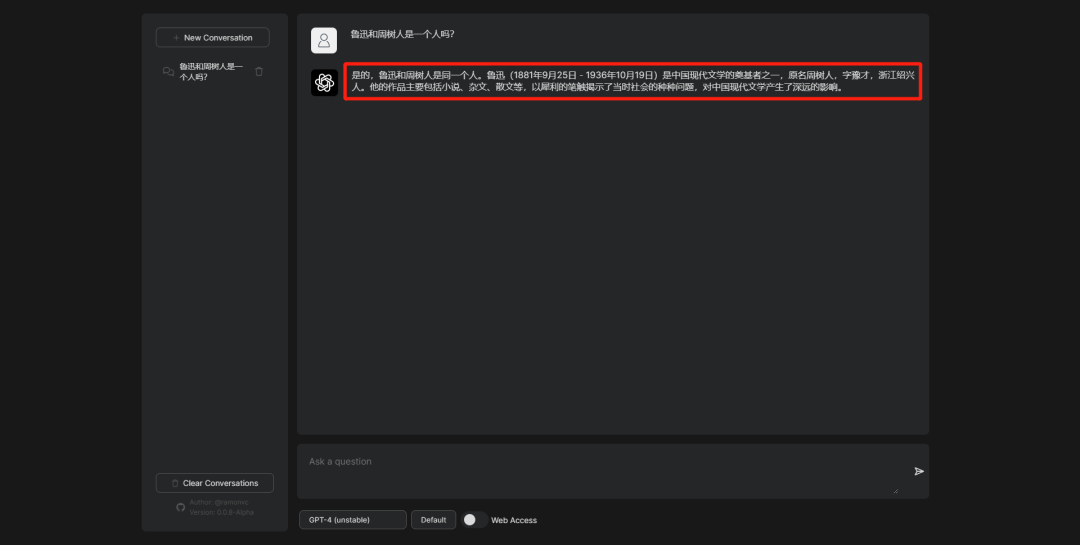 New Conversation
鲁迅和周树人是一
个人吗?
Clear Conversations
Author: @ramonvc
Version: 0.0.8-Alpha
鲁迅和周树人是一个人吗?
是的，鲁迅和周树人是同一个人。鲁迅（1881年9月25日 - 1936年10月19日）是中国现代文学的奠基者之一，原名周树人，字豫才，浙江绍兴
人。他的作品主要包括小说、杂文、散文等，以犀利的笔触揭示了当时社会的种种问题，对中国现代文学产生了深远的影响。
Ask a question
GPT-4 (unstable)
Default
Web Access